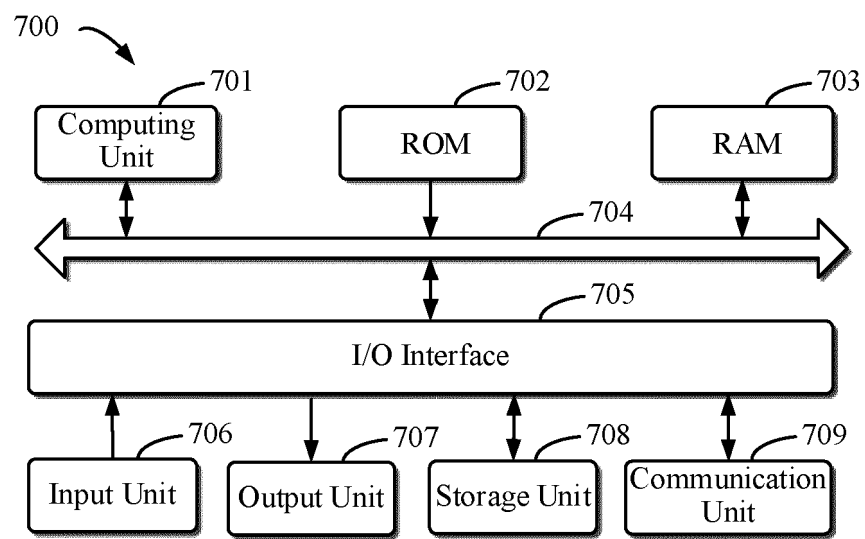 700
701
702
703
Computing
Unit
ROM
RAM
704
705
I/O Interface
706
707
708
709
Input Unit
Output Unit
Storage Unit
Communication
Unit